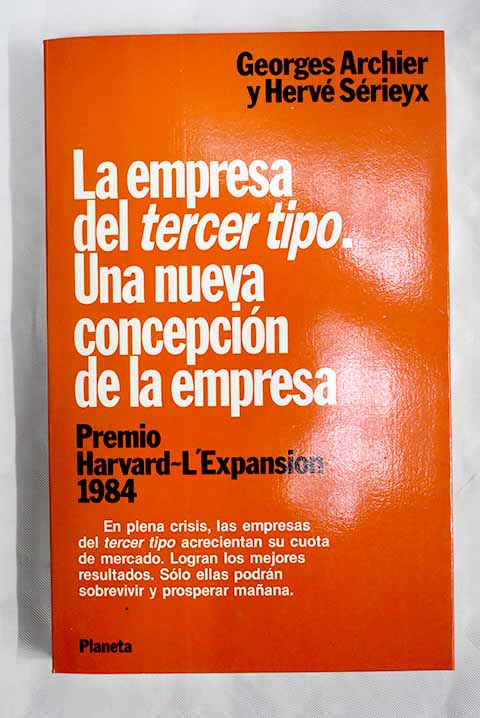 Georges Archier
y Hervé Sérieyx
La empresa
del tercer tipo.
Una nueva
concepción
de la empresa
Premio
Harvard~L'Expansion
1984
En plena crisis, las empresas
del tercer tipo acrecientan su cuota
de mercado. Logran los mejores
resultados. Sólo ellas podrán
sobrevivir y prosperar mañana.
Planeta